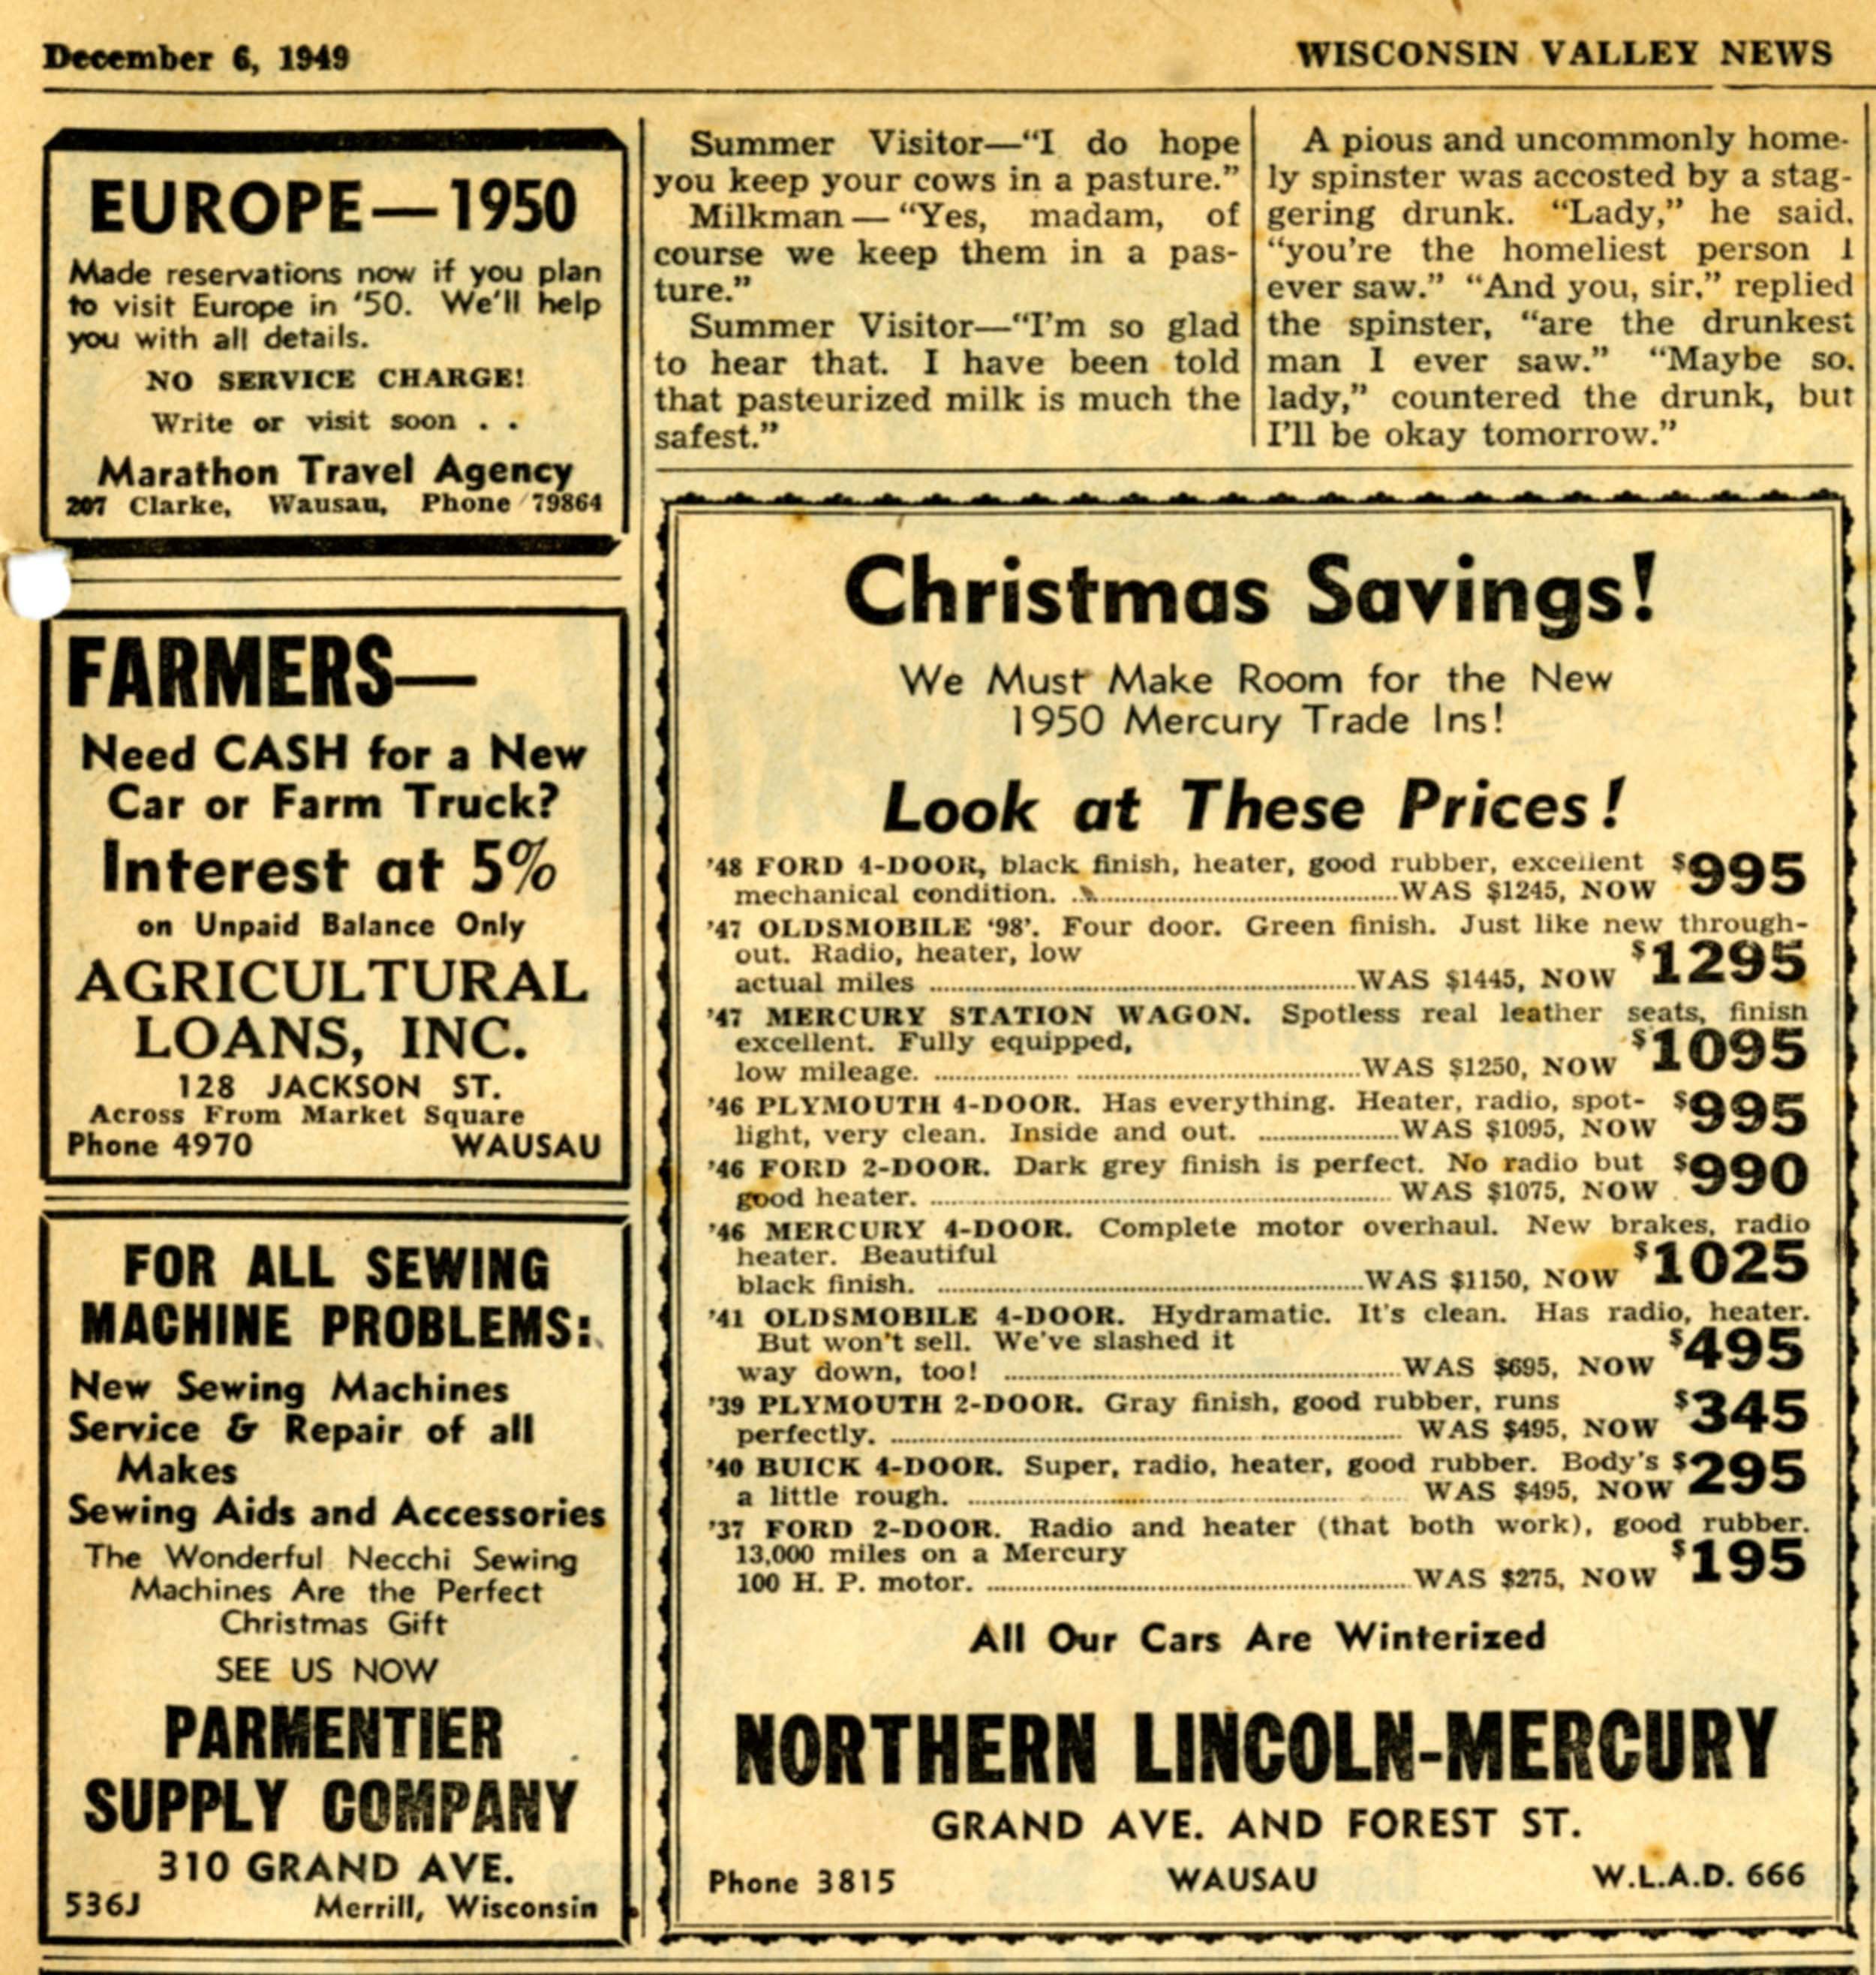 December 6, 1949
WISCONSIN VALLEY NEWS
EUROPE—1950
Made reservations now if you plan
to visit Europe in '50. We'll help
you with all details.
NO SERVICE CHARGE!
Write or visit soon . .
Marathon Travel Agency
207 Clarke, Wausau, Phone 79864
FARMERS—
Need CASH for a New
Car or Farm Truck?
Interest at 5%
on Unpaid Balance Only
AGRICULTURAL
LOANS, INC.
128 JACKSON ST.
Across From Market Square
Phone 4970 WAUSAU
FOR ALL SEWING
MACHINE PROBLEMS:
New Sewing Machines
Service & Repair of all
Makes
Sewing Aids and Accessories
The Wonderful Necchi Sewing
Machines Are the Perfect
Christmas Gift
SEE US NOW
PARMENTIER
SUPPLY COMPANY
310 GRAND AVE.
536J Merrill, Wisconsin
Summer Visitor—“I do hope
you keep your cows in a pasture.”
Milkman—“Yes, madam, of
course we keep them in a pas-
ture.”
Summer Visitor—“I'm so glad
to hear that. I have been told
that pasteurized milk is much the
safest.”
A pious and uncommonly home-
ly spinster was accosted by a stag-
gering drunk. “Lady,” he said,
“you're the homeliest person I
ever saw.” “And you, sir,” replied
the spinster, “are the drunkest
man I ever saw.” “Maybe so,
lady,” countered the drunk, but
I'll be okay tomorrow.”
Christmas Savings!
We Must Make Room for the New
1950 Mercury Trade Ins!
Look at These Prices!
'48 FORD 4-DOOR, black finish, heater, good rubber, excellent
mechanical condition. ....WAS $1245, NOW $995
'47 OLDSMOBILE '98'. Four door. Green finish. Just like new through-
out. Radio, heater, low
actual miles ....WAS $1445, NOW $1295
'47 MERCURY STATION WAGON. Spotless real leather seats, finish
excellent. Fully equipped,
low mileage. ....WAS $1250, NOW $1095
'46 PLYMOUTH 4-DOOR. Has everything. Heater, radio, spot-
light, very clean. Inside and out. ....WAS $1095, NOW $995
'46 FORD 2-DOOR. Dark grey finish is perfect. No radio but
good heater. ....WAS $1075, NOW $990
'46 MERCURY 4-DOOR. Complete motor overhaul. New brakes, radio
heater. Beautiful
black finish. ....WAS $1150, NOW $1025
'41 OLDSMOBILE 4-DOOR. Hydramatic. It's clean. Has radio, heater.
But won't sell. We've slashed it
way down, too! ....WAS $695, NOW $495
'39 PLYMOUTH 2-DOOR. Gray finish, good rubber, runs
perfectly. ....WAS $495, NOW $345
'40 BUICK 4-DOOR. Super, radio, heater, good rubber. Body's
a little rough. ....WAS $495, NOW $295
'37 FORD 2-DOOR. Radio and heater (that both work), good rubber.
13,000 miles on a Mercury
100 H. P. motor. ....WAS $275, NOW $195
All Our Cars Are Winterized
NORTHERN LINCOLN-MERCURY
GRAND AVE. AND FOREST ST.
Phone 3815 WAUSAU W.L.A.D. 666